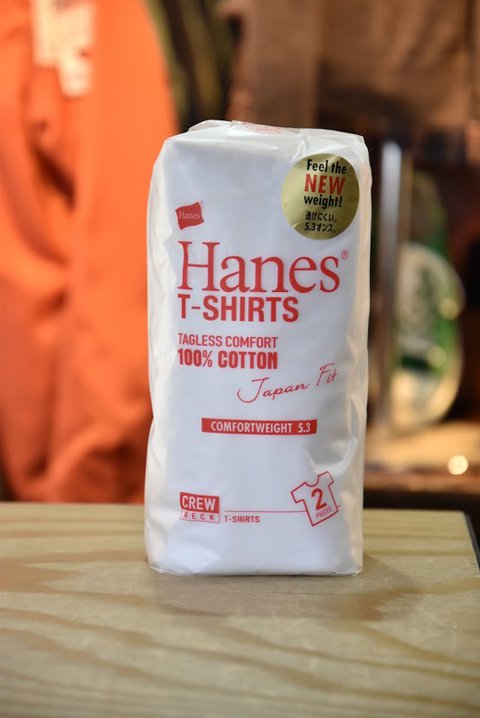 Feel the
NEW
weight!
透けにくい。
5.3オンス。
Hanes
Hanes®
T-SHIRTS
TAGLESS COMFORT
100% COTTON
Japan Fit
COMFORTWEIGHT 5.3
CREW
NECK
T-SHIRTS
2
PIECES